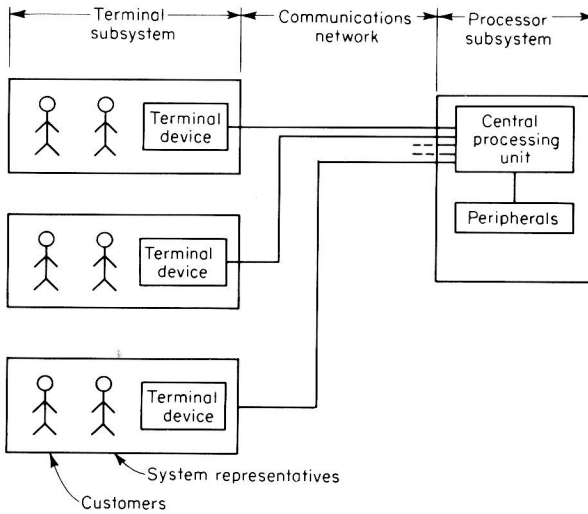 Terminal
subsystem
Communications
network
Processor
subsystem
Terminal
device
Central
processing
unit
Peripherals
Terminal
device
Terminal
device
System representatives
Customers